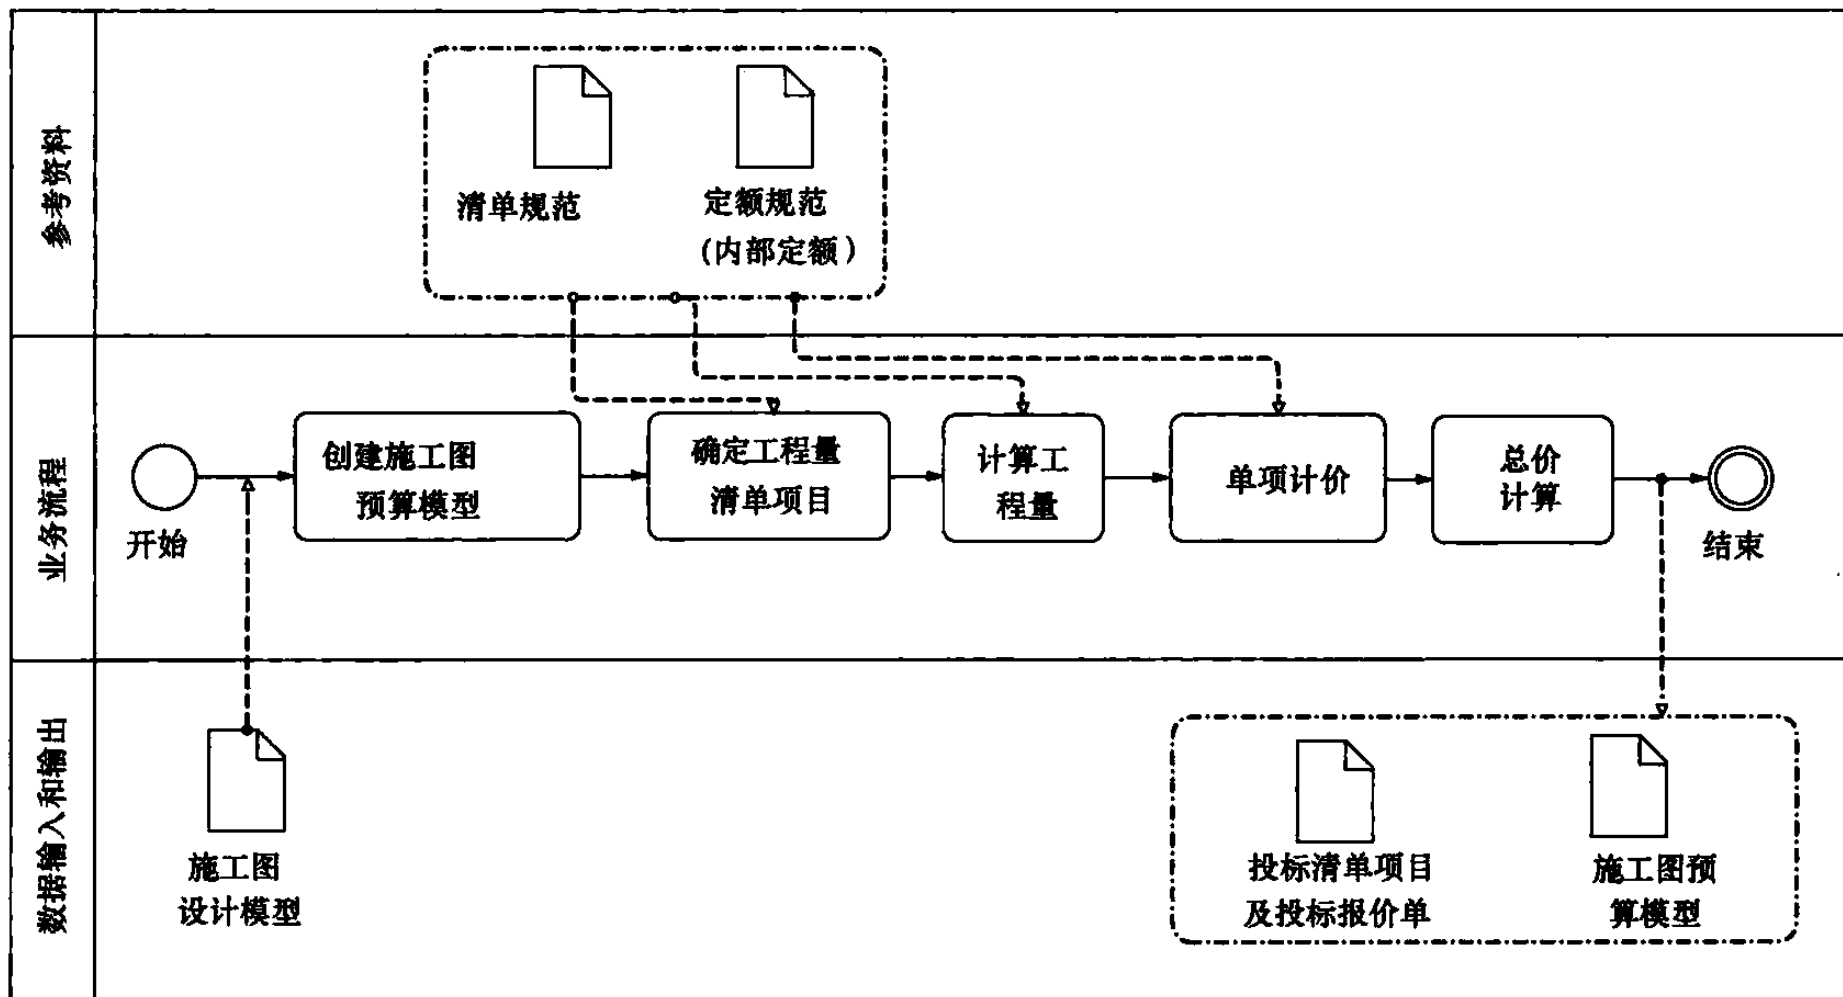 参考资料
清单规范
定额规范
(内部定额)
业务流程
开始
创建施工图
预算模型
确定工程量
清单项目
计算工
程量
单项计价
总价
计算
结束
数据输入和输出
施工图
设计模型
投标清单项目
及投标报价单
施工图预
算模型